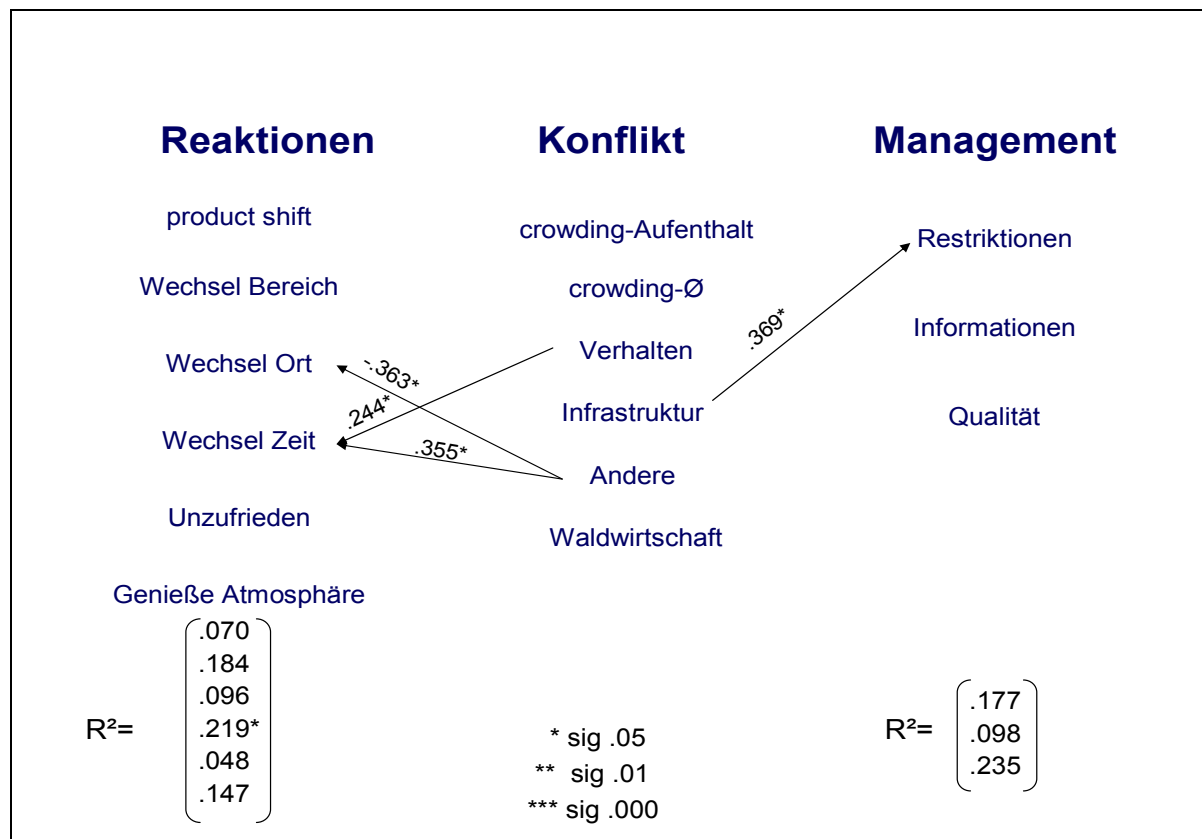 Reaktionen
Konflikt
Management
product shift
Wechsel Bereich
Wechsel Ort
Wechsel Zeit
Unzufrieden
Genieße Atmosphäre
crowding-Aufenthalt
crowding-Ø
Verhalten
Infrastruktur
Andere
Waldwirtschaft
Restriktionen
Informationen
Qualität
-.363*
.244*
.355*
.369*
R²=
.070
.184
.096
.219*
.048
.147
* sig .05
** sig .01
*** sig .000
R²=
.177
.098
.235